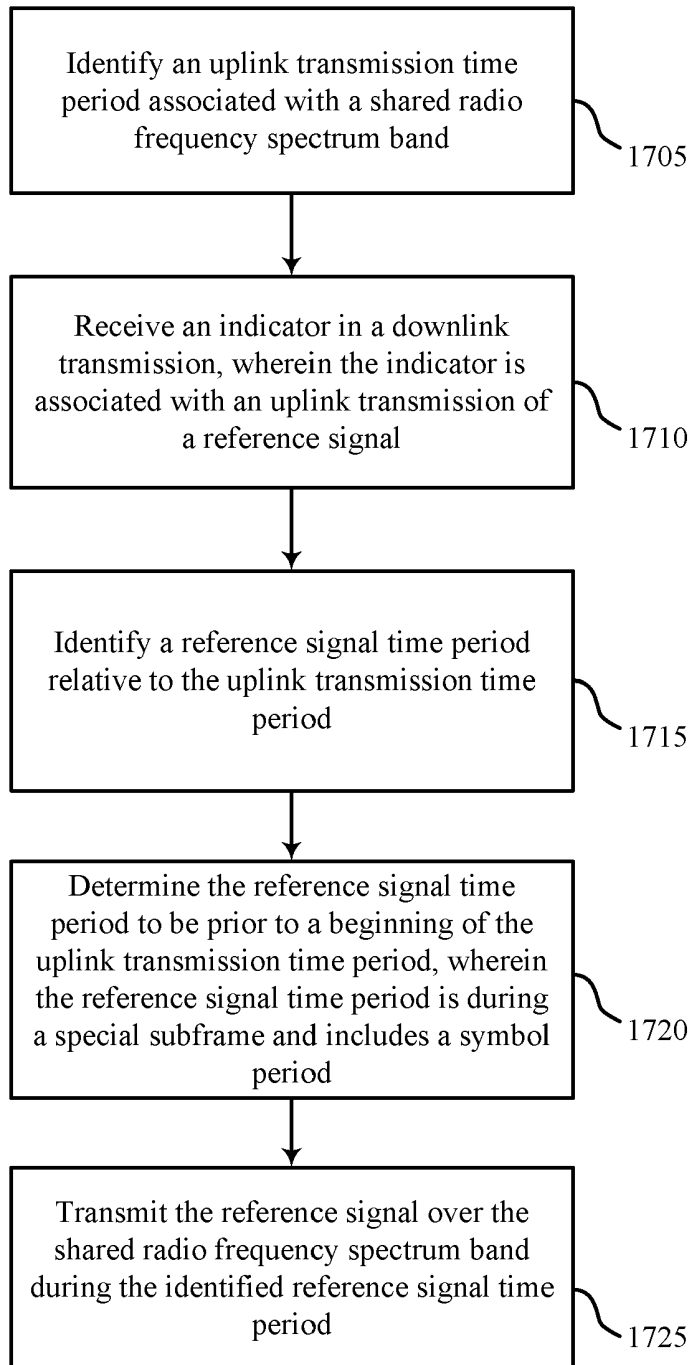 Identify an uplink transmission time
period associated with a shared radio
frequency spectrum band
1705
Receive an indicator in a downlink
transmission, wherein the indicator is
associated with an uplink transmission of
a reference signal
1710
Identify a reference signal time period
relative to the uplink transmission time
period
1715
Determine the reference signal time
period to be prior to a beginning of the
uplink transmission time period, wherein
the reference signal time period is during
a special subframe and includes a symbol
period
1720
Transmit the reference signal over the
shared radio frequency spectrum band
during the identified reference signal time
period
1725